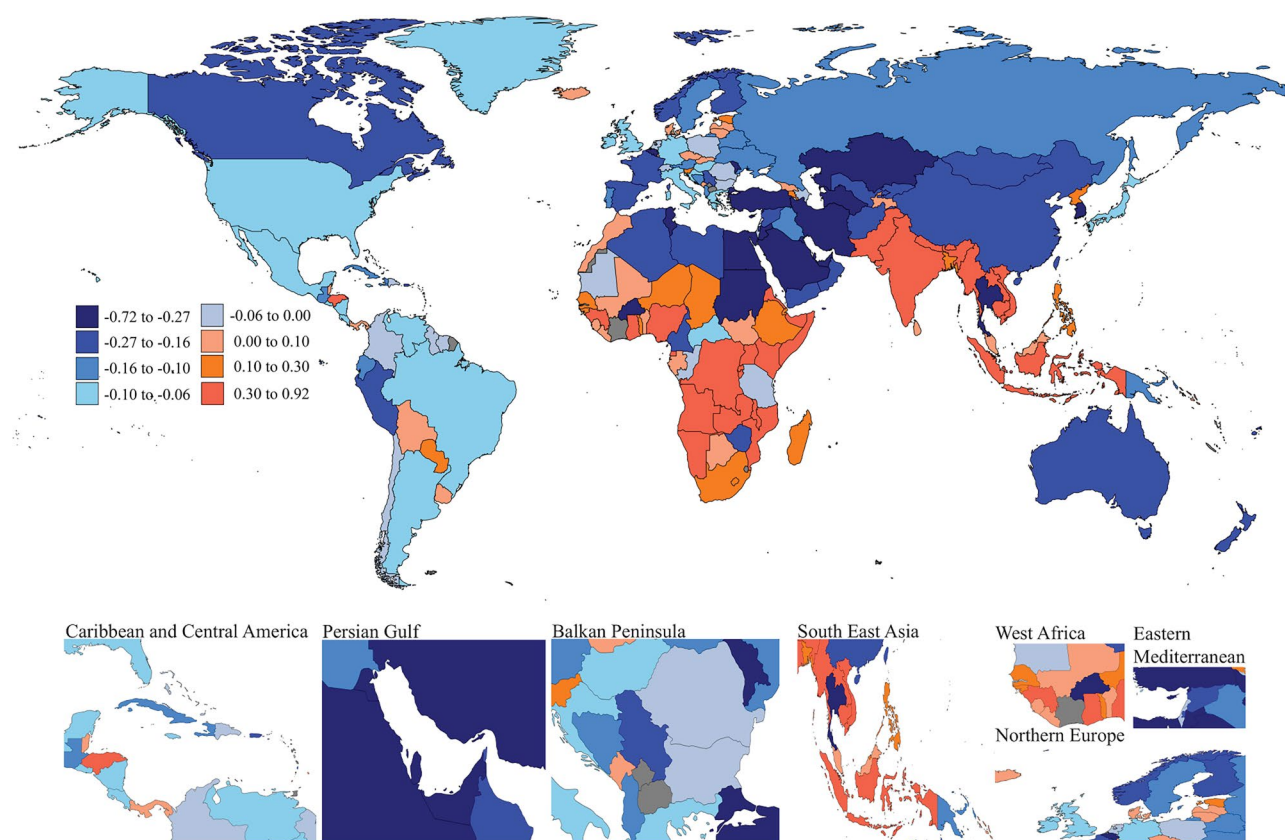 -0.72 to -0.27
-0.27 to -0.16
-0.16 to -0.10
-0.10 to -0.06
-0.06 to 0.00
0.00 to 0.10
0.10 to 0.30
0.30 to 0.92
Caribbean and Central America
Persian Gulf
Balkan Peninsula
South East Asia
West Africa
Eastern
Mediterranean
Northern Europe